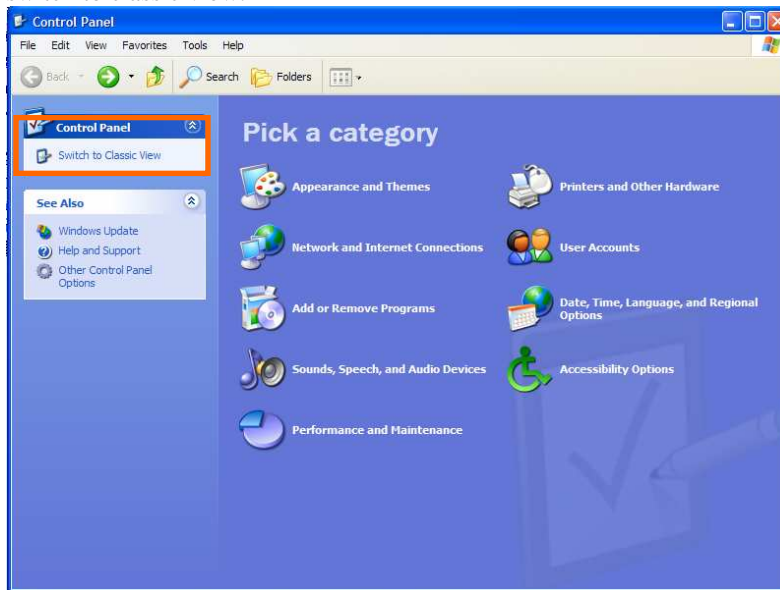 Control Panel
File Edit View Favorites Tools Help
Back Search Folders
Control Panel
Switch to Classic View
See Also
Windows Update
Help and Support
Other Control Panel
Options
Pick a category
Appearance and Themes
Printers and Other Hardware
Network and Internet Connections
User Accounts
Add or Remove Programs
Date, Time, Language, and Regional
Options
Sounds, Speech, and Audio Devices
Accessibility Options
Performance and Maintenance